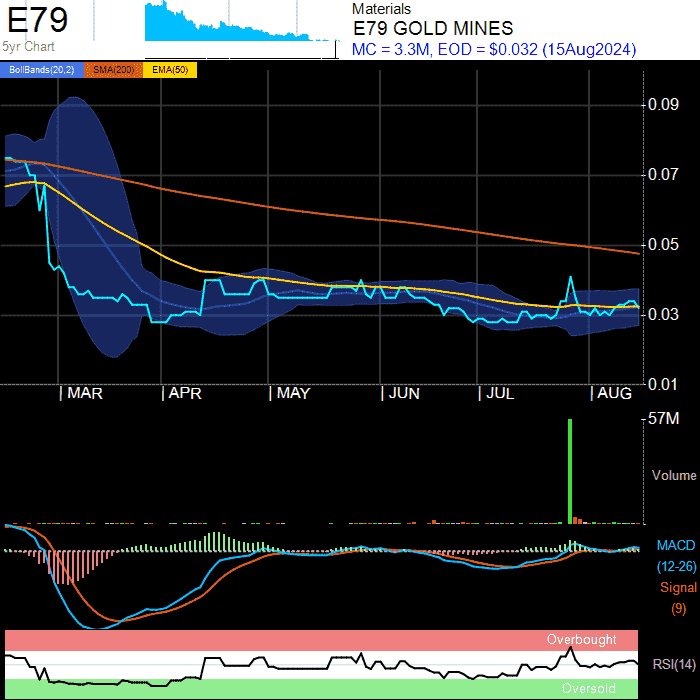 E79
5yr Chart
Materials
E79 GOLD MINES
MC = 3.3M, EOD = $0.032 (15Aug2024)
BollBands(20,2) SMA(200) EMA(50)
0.09
0.07
0.05
0.03
0.01
MAR APR MAY JUN JUL AUG
57M
Volume
MACD
(12-26)
Signal
(9)
Overbought
RSI(14)
Oversold